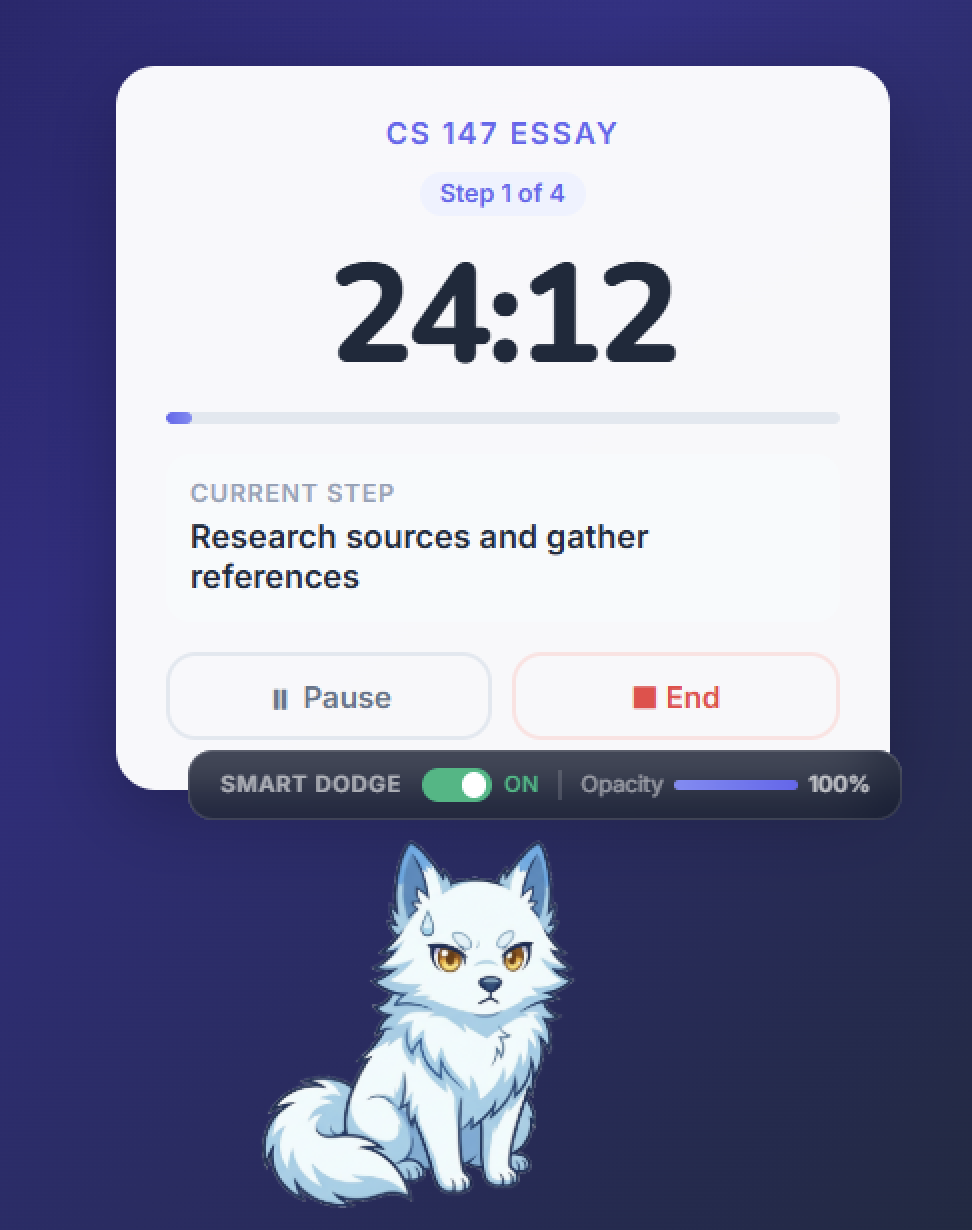 CS 147 ESSAY
Step 1 of 4
24:12
CURRENT STEP
Research sources and gather
references
Pause
End
SMART DODGE ON Opacity 100%